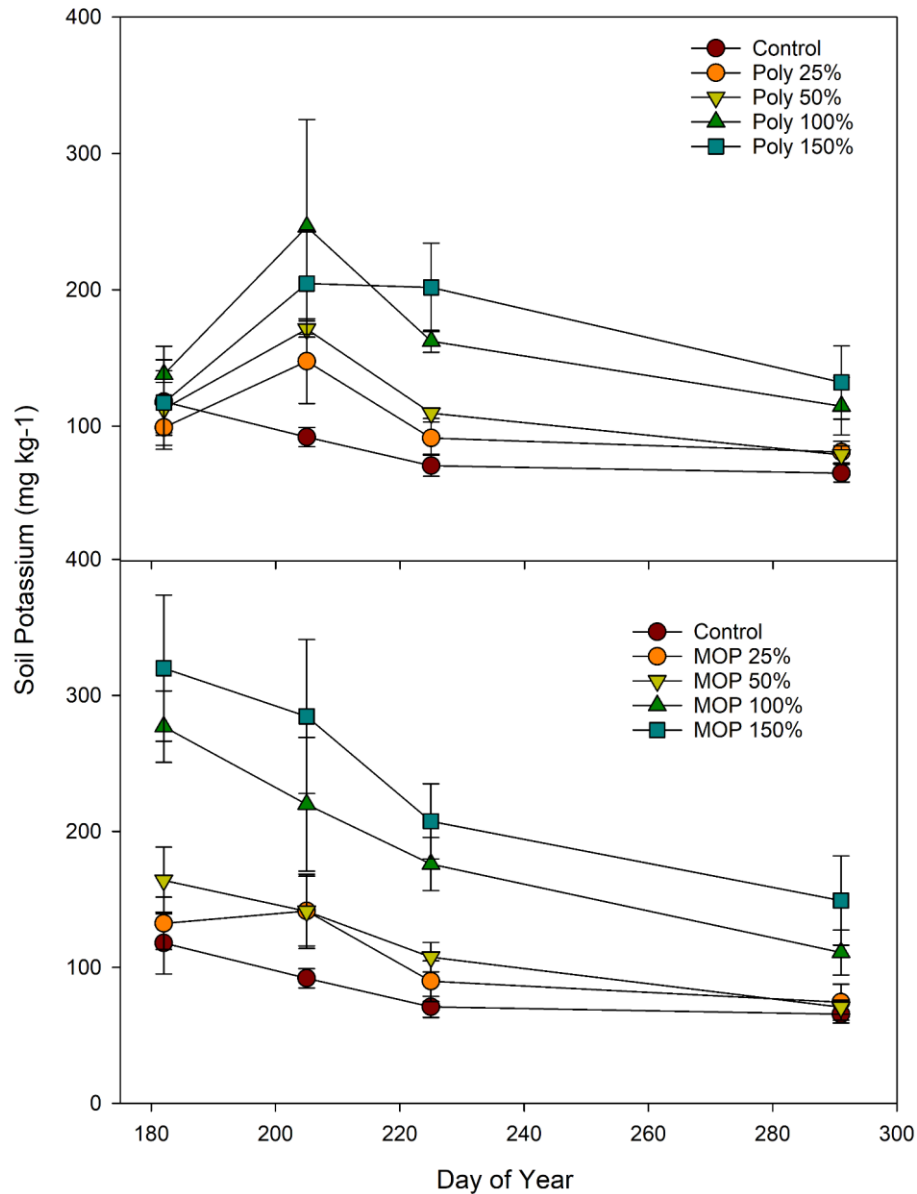 400
300
200
100
400
300
200
100
0
Soil Potassium (mg kg-1)
Control
Poly 25%
Poly 50%
Poly 100%
Poly 150%
Control
MOP 25%
MOP 50%
MOP 100%
MOP 150%
180 200 220 240 260 280 300
Day of Year